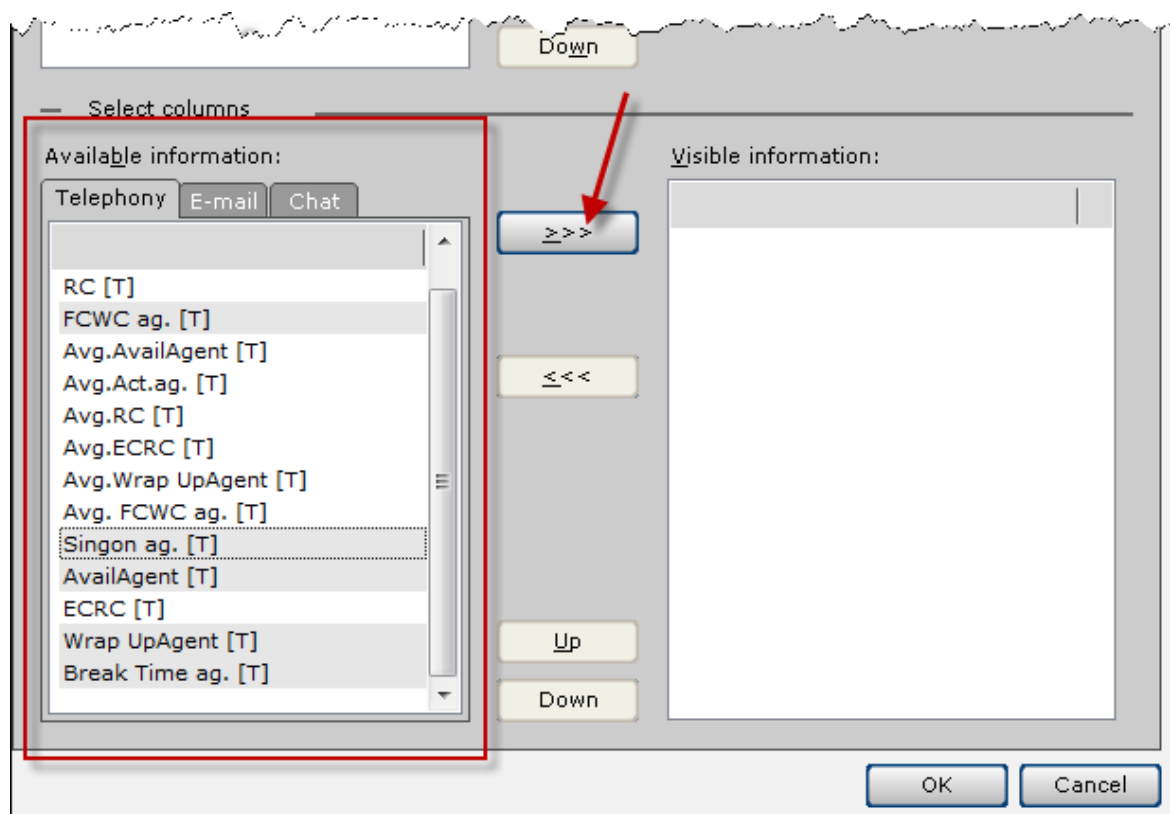 Down
Select columns
Available information:
Visible information:
Telephony E-mail Chat
>>>
RC [T]
FCWC ag. [T]
Avg.AvailAgent [T]
Avg.Act.ag. [T]
<<<
Avg.RC [T]
Avg.ECRC [T]
Avg.Wrap UpAgent [T]
Avg. FCWC ag. [T]
Singon ag. [T]
AvailAgent [T]
ECRC [T]
Wrap UpAgent [T]
Up
Break Time ag. [T]
Down
OK
Cancel